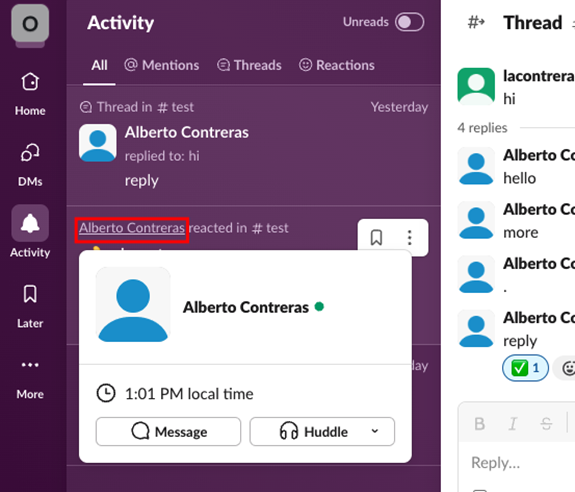 O
Activity
Unreads
All
Mentions
Threads
Reactions
Home
DMs
Activity
Later
More
Thread in # test
Yesterday
Alberto Contreras
replied to: hi
reply
Alberto Contreras reacted in # test
Alberto Contreras
1:01 PM local time
Message
Huddle
Thread
lacontrera
hi
4 replies
Alberto Co
hello
Alberto Co
more
Alberto Co
.
Alberto Co
reply
1
B I S
Reply...